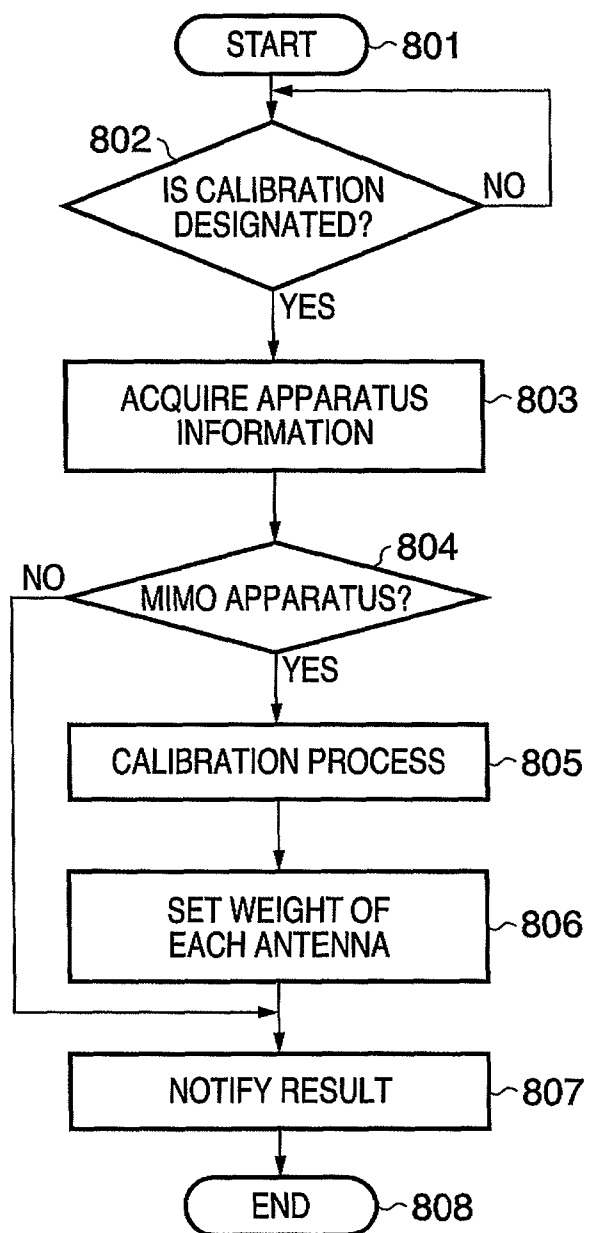 START
801
802
IS CALIBRATION
DESIGNATED?
NO
YES
ACQUIRE APPARATUS
INFORMATION
803
804
NO
MIMO APPARATUS?
YES
CALIBRATION PROCESS
805
SET WEIGHT OF
EACH ANTENNA
806
NOTIFY RESULT
807
END
808